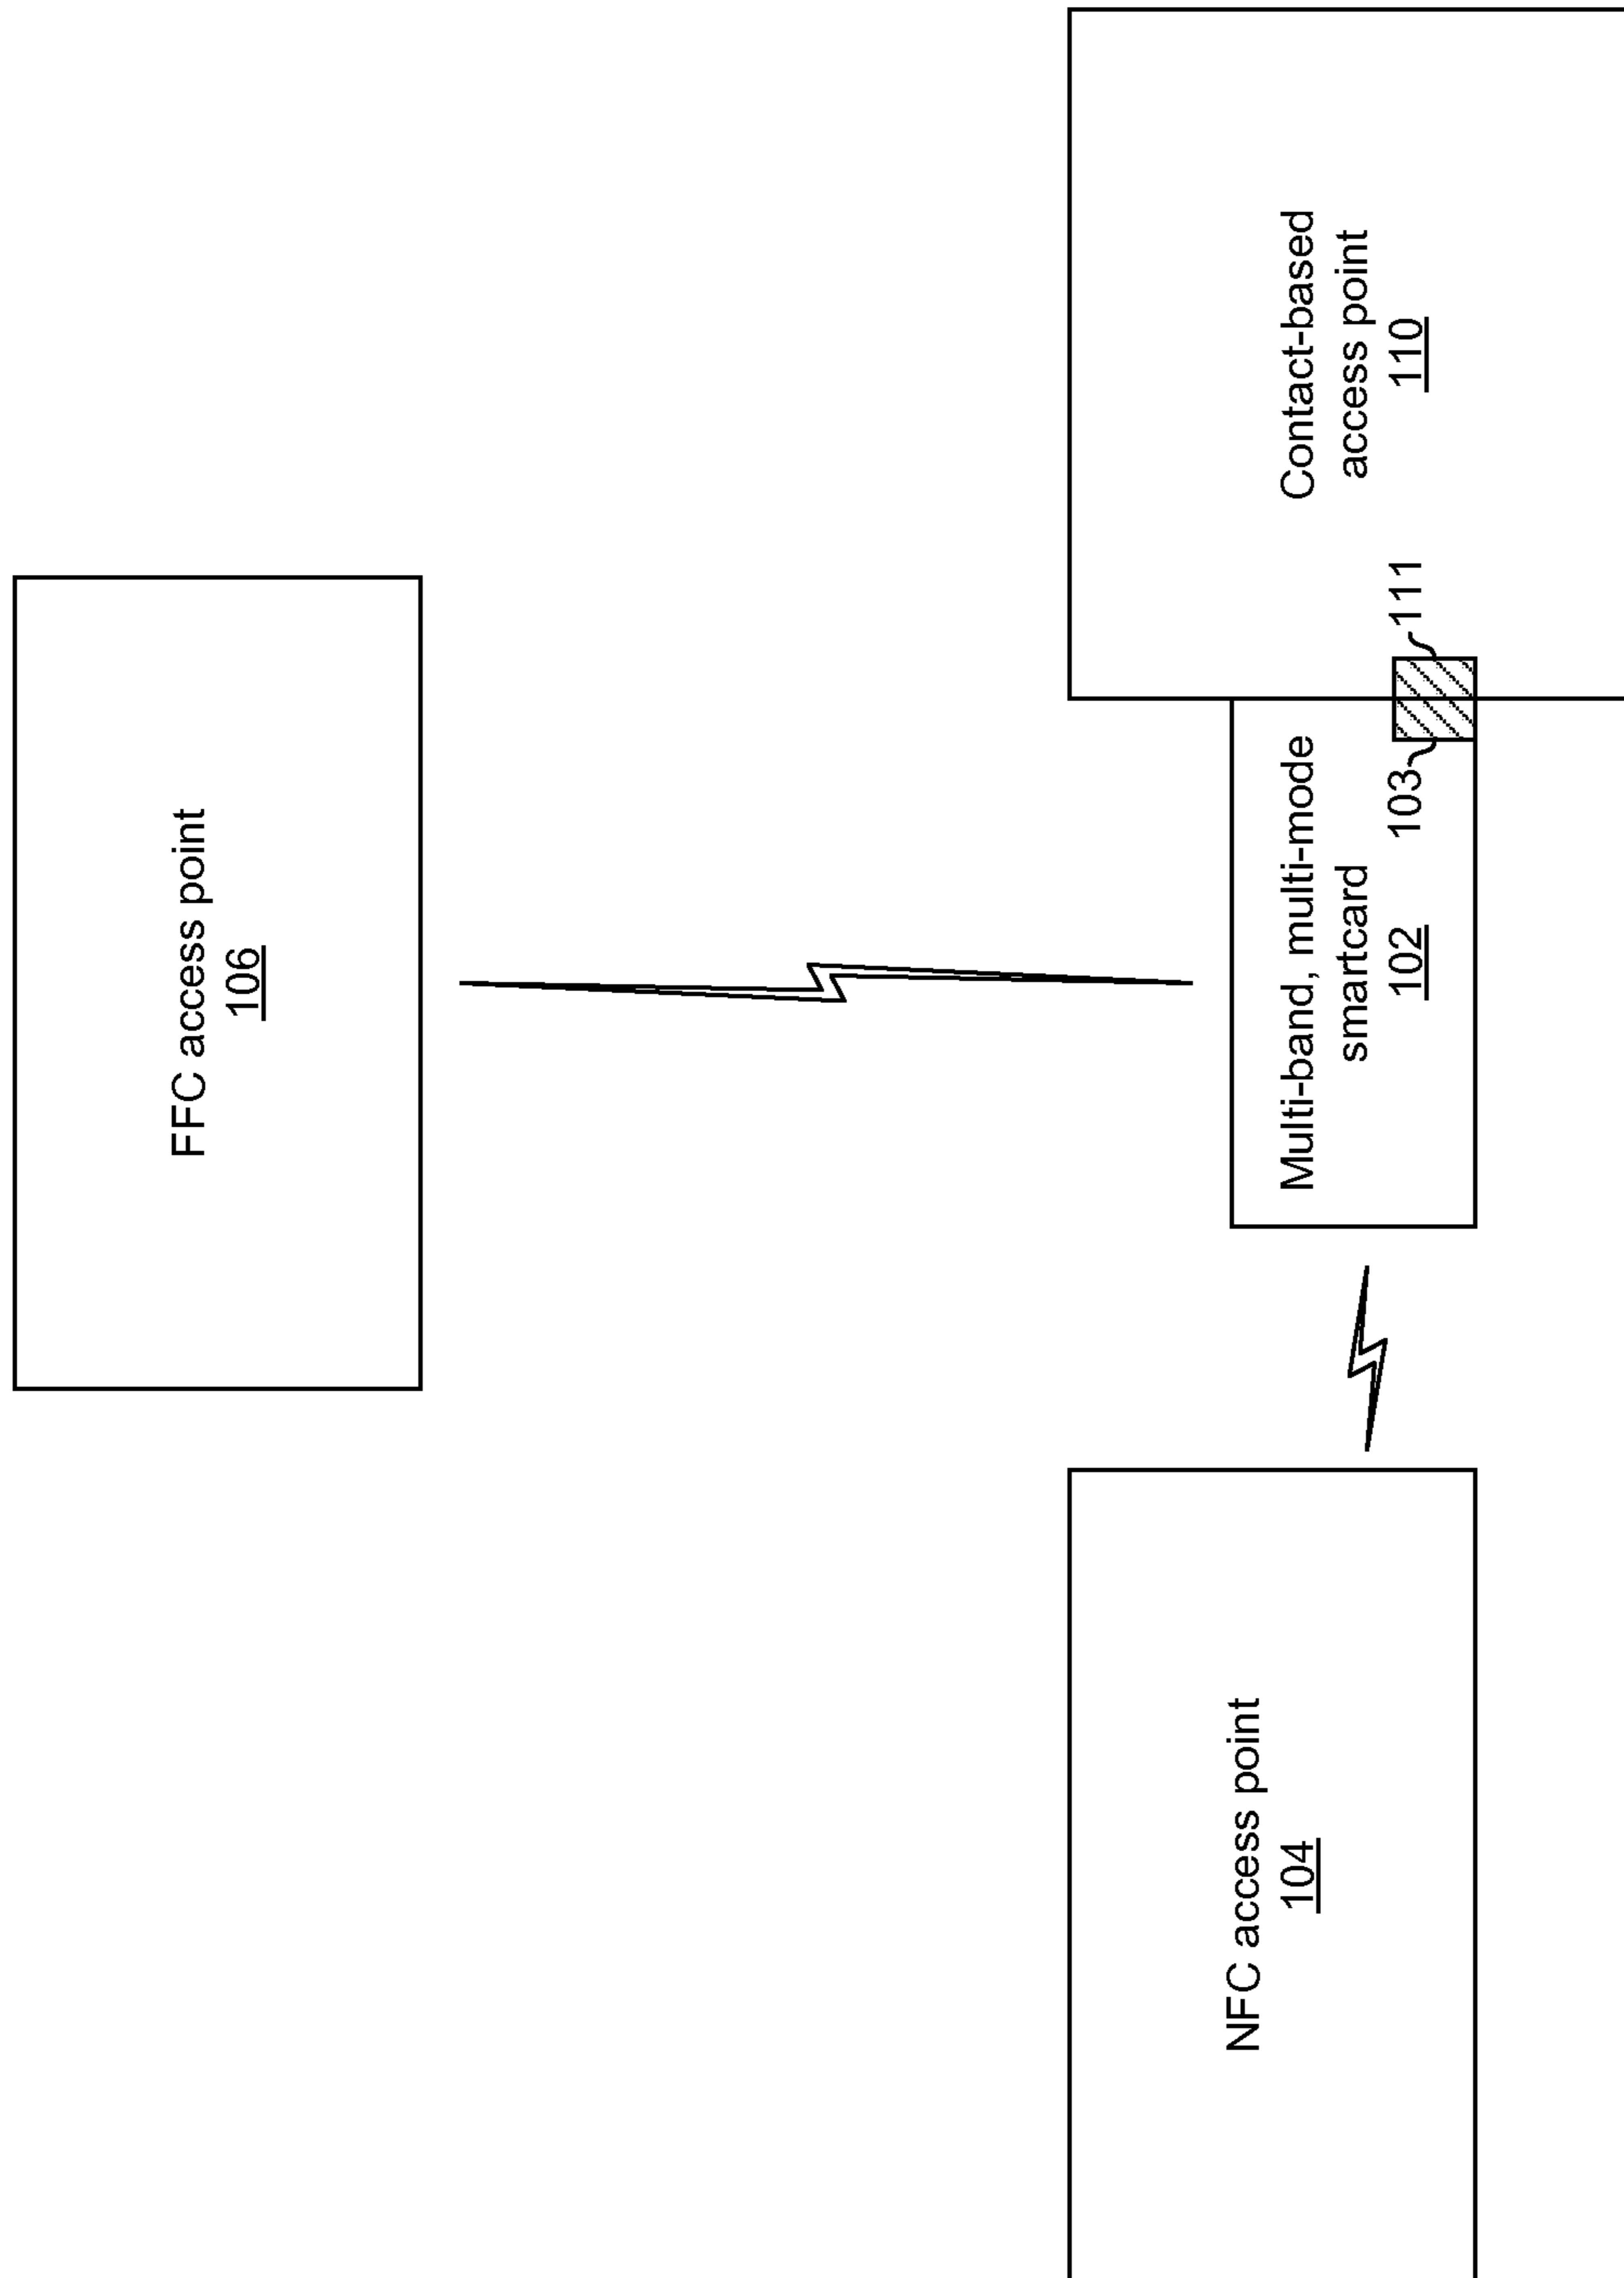 FFC access point
106
NFC access point
104
Multi-band, multi-mode
smartcard
102
103
111
Contact-based
access point
110